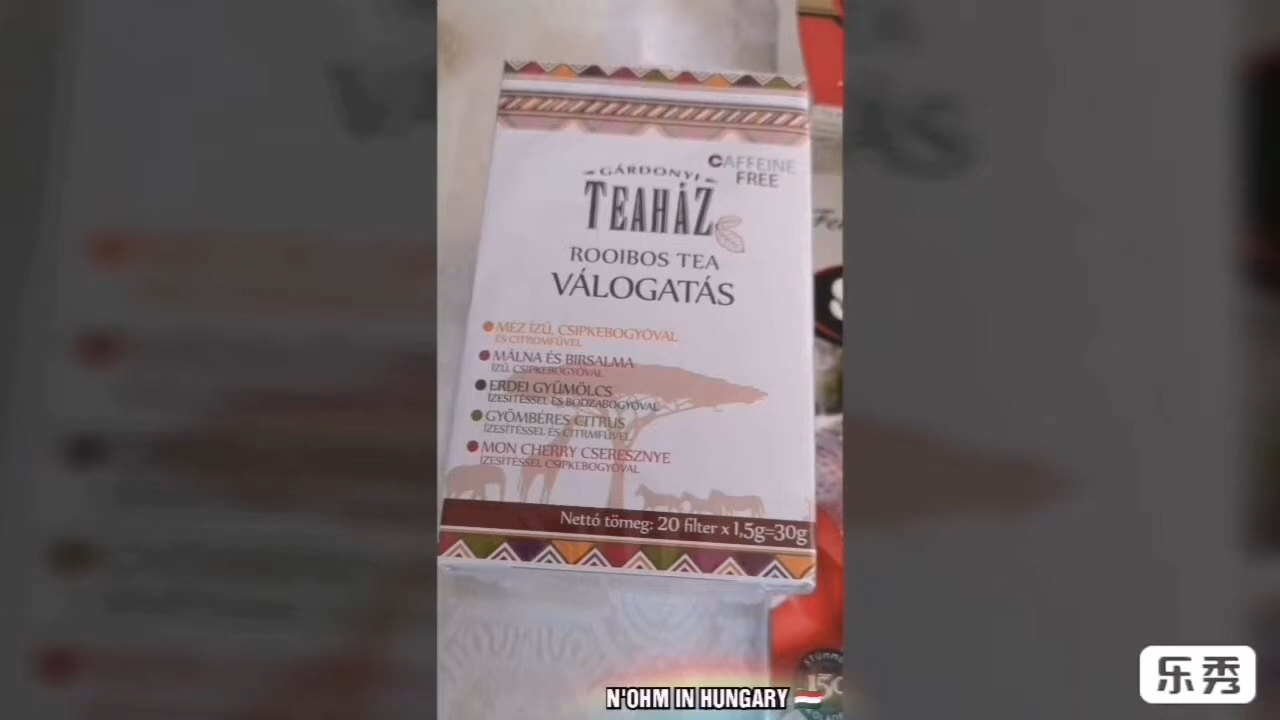 CAFFEINE
FREE
GÁRDONYI
TEAHÁZ
ROOIBOS TEA
VÁLOGATÁS
MÉZ ÍZŰ, CSIPKEBOGYÓVAL
ÉS CITROMFŰVEL
MÁLNA ÉS BIRSALMA
ÍZŰ, CSIPKEBOGYÓVAL
ERDEI GYÜMÖLCS
ÍZESÍTÉSSEL ÉS BODZABOGYÓVAL
GYÖMBÉRES CITRUS
ÍZESÍTÉSSEL ÉS CITRMFŰVEL
MON CHERRY CSERESZNYE
ÍZESÍTÉSSEL CSIPKEBOGYÓVAL
Nettó tömeg: 20 filter x 1,5g=30g
N'OHM IN HUNGARY
乐秀